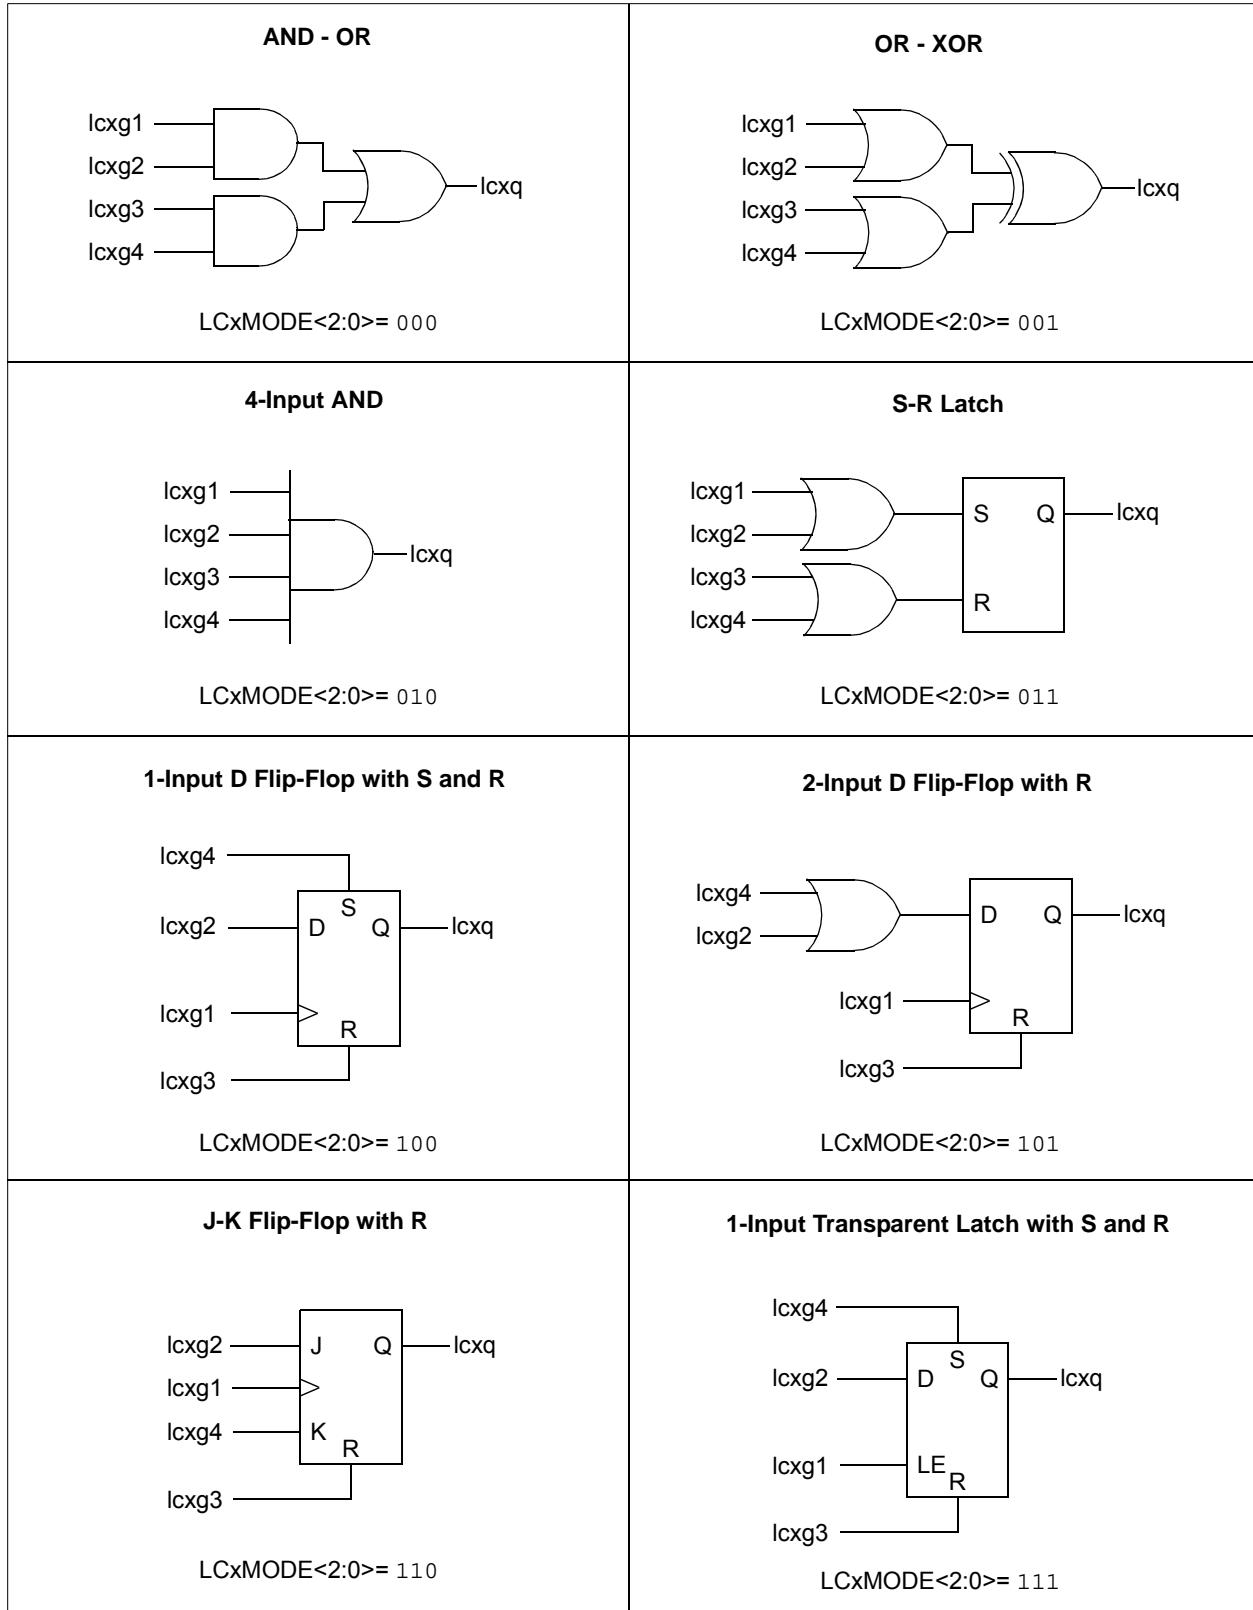 AND - OR
lcxg1
lcxg2
lcxg3
lcxg4
lcxq
LCxMODE<2:0>= 000
OR - XOR
lcxg1
lcxg2
lcxg3
lcxg4
lcxq
LCxMODE<2:0>= 001
4-Input AND
lcxg1
lcxg2
lcxg3
lcxg4
lcxq
LCxMODE<2:0>= 010
S-R Latch
lcxg1
lcxg2
lcxg3
lcxg4
S Q
lcxq
R
LCxMODE<2:0>= 011
1-Input D Flip-Flop with S and R
lcxg4
S
lcxg2
D Q
lcxq
lcxg1
R
lcxg3
LCxMODE<2:0>= 100
2-Input D Flip-Flop with R
lcxg4
lcxg2
D Q
lcxq
lcxg1
R
lcxg3
LCxMODE<2:0>= 101
J-K Flip-Flop with R
lcxg2
J Q
lcxq
lcxg1
lcxg4
K
R
lcxg3
LCxMODE<2:0>= 110
1-Input Transparent Latch with S and R
lcxg4
S
lcxg2
D Q
lcxq
lcxg1
LE
R
lcxg3
LCxMODE<2:0>= 111